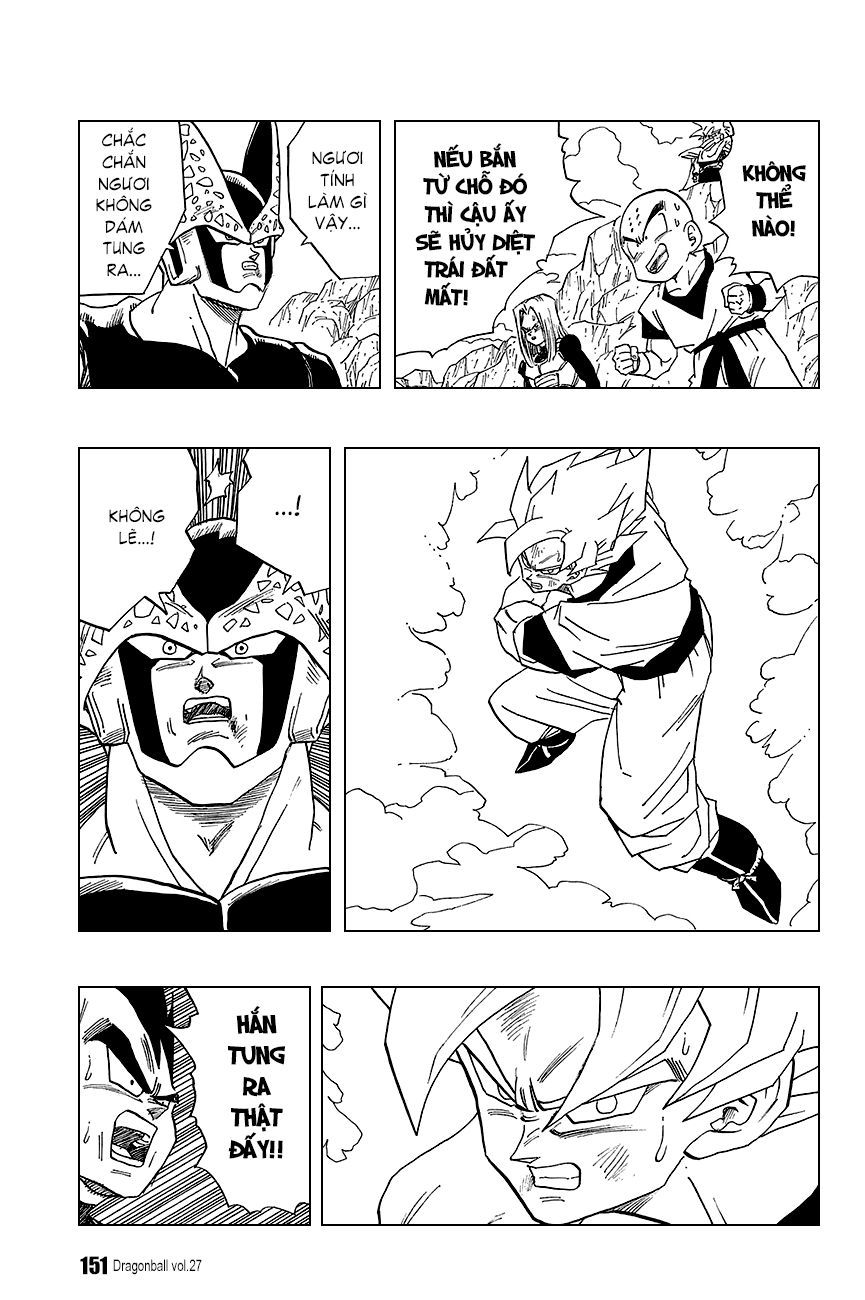 KHÔNG
THỂ
NÀO!
NẾU BẮN
TỪ CHỖ ĐÓ
THÌ CẬU ẤY
SẼ HỦY DIỆT
TRÁI ĐẤT
MẤT!
NGƯƠI
TÍNH
LÀM GÌ
VẬY...
CHẮC
CHẮN
NGƯƠI
KHÔNG
DÁM
TUNG
RA...
...!
KHÔNG
LẼ...!
HẮN
TUNG
RA
THẬT
ĐẤY!!
151 Dragonball vol.27